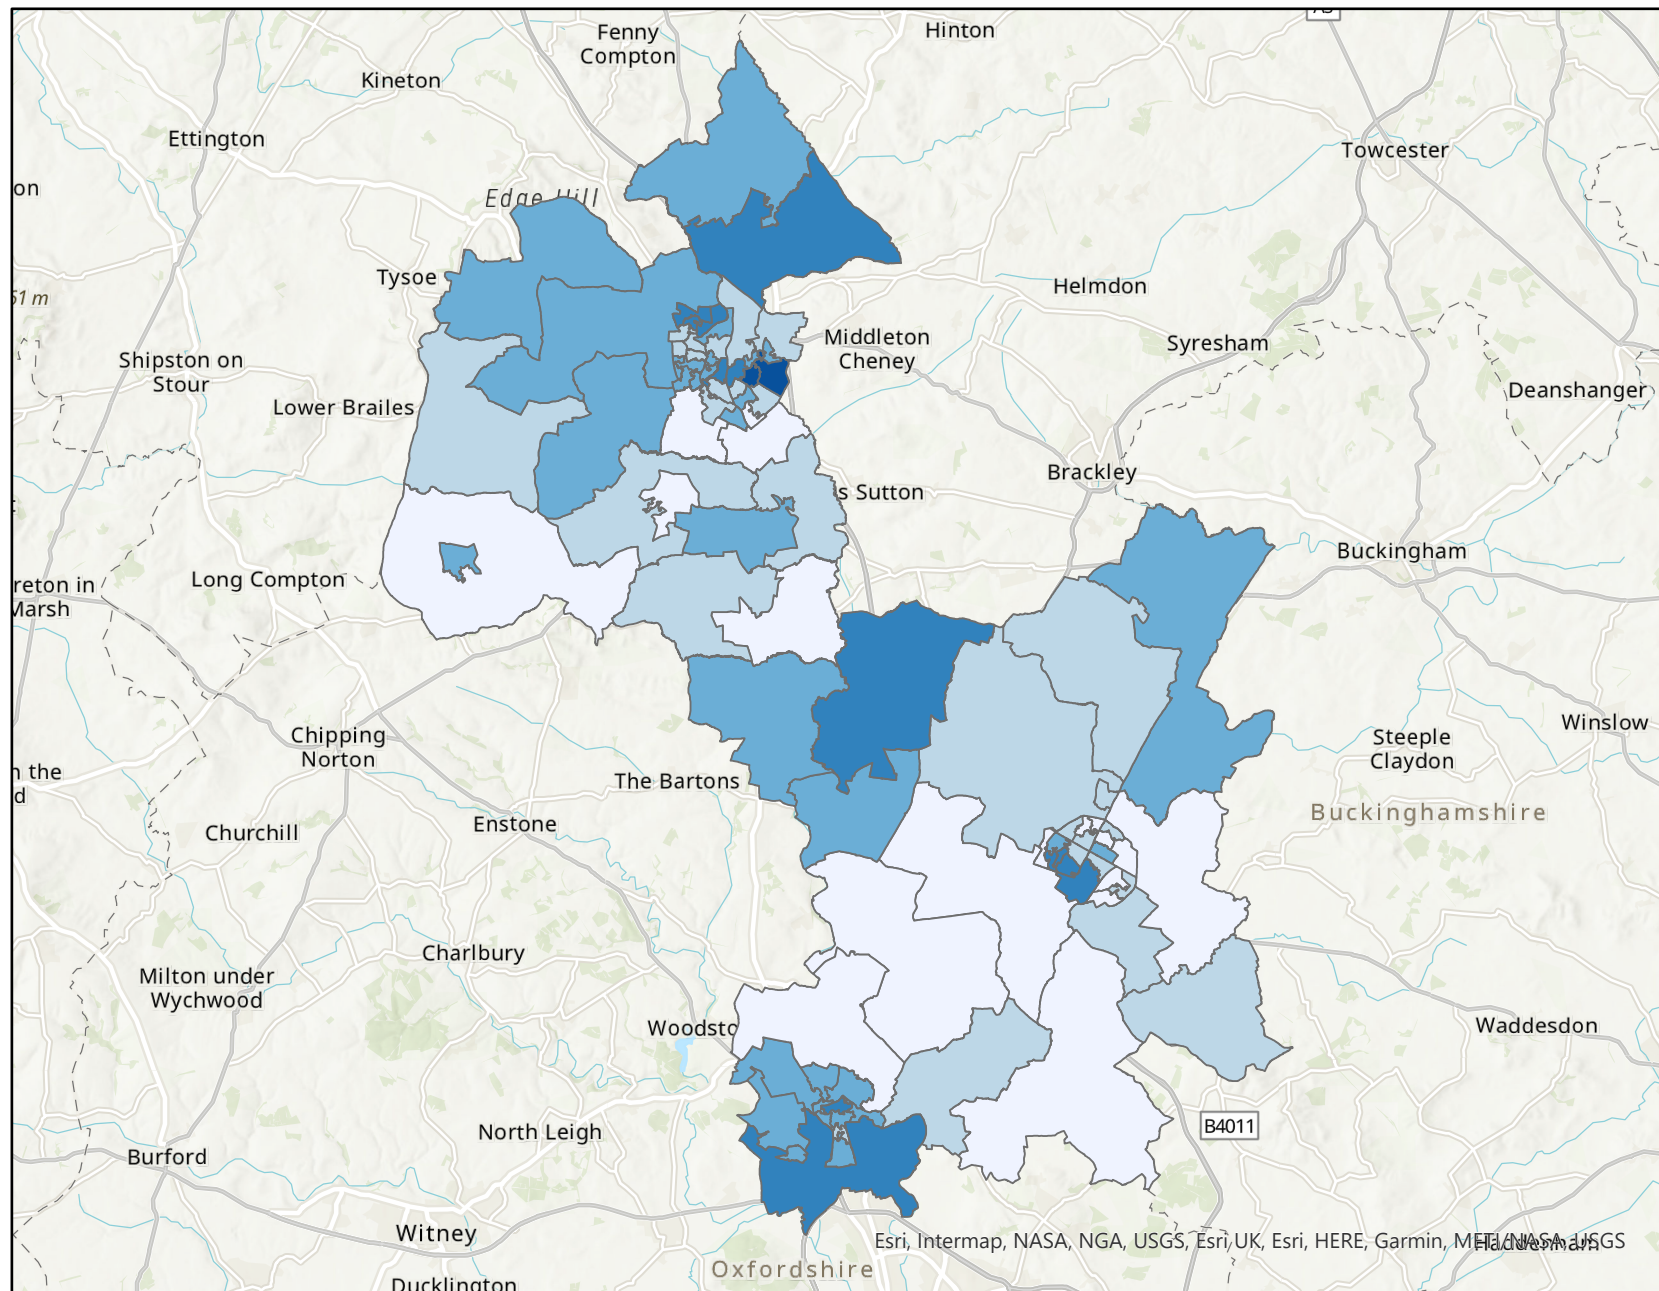 Fenny
Compton
Hinton
Kineton
Ettington
Towcester
on
Edge Hill
Tysoe
Helmdon
51 m
Middleton
Cheney
Syresham
Shipston on
Stour
Deanshanger
Lower Brailes
Brackley
s Sutton
Buckingham
Long Compton
reton in
Marsh
Winslow
Chipping
Norton
Steeple
Claydon
The Bartons
n the
d
Buckinghamshire
Enstone
Churchill
Charlbury
Milton under
Wychwood
Woodsto
Waddesdon
B4011
North Leigh
Burford
Witney
Esri, Intermap, NASA, NGA, USGS, Esri UK, Esri, HERE, Garmin, METI/NASA, USGS
Haddenham
Oxfordshire
Ducklington